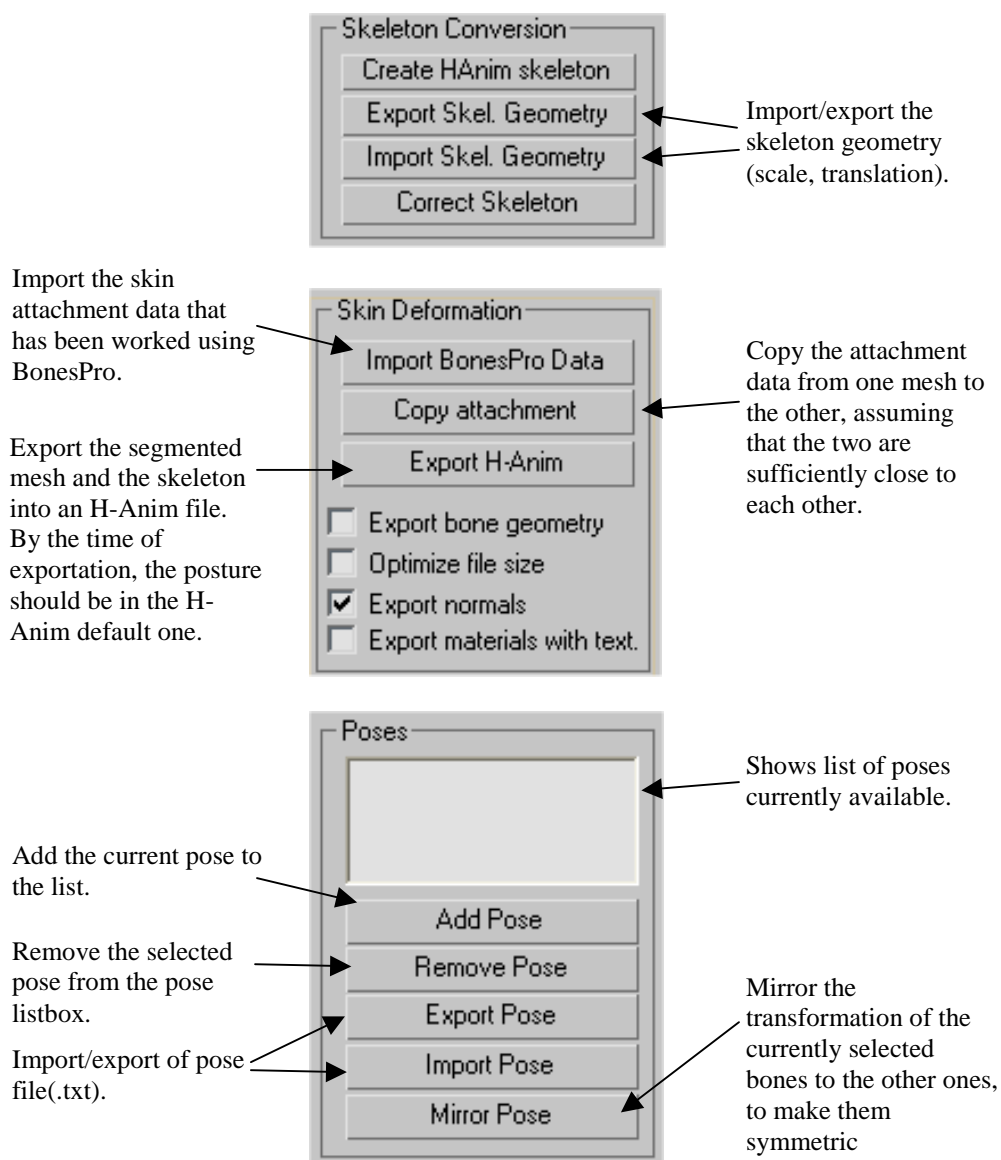 Skeleton Conversion
Create HAnim skeleton
Export Skel. Geometry
Import Skel. Geometry
Correct Skeleton
Import/export the
skeleton geometry
(scale, translation).
Import the skin
attachment data that
has been worked using
BonesPro.
Export the segmented
mesh and the skeleton
into an H-Anim file.
By the time of
exportation, the posture
should be in the H-
Anim default one.
Skin Deformation
Import BonesPro Data
Copy attachment
Export H-Anim
Export bone geometry
Optimize file size
Export normals
Export materials with text.
Copy the attachment
data from one mesh to
the other, assuming
that the two are
sufficiently close to
each other.
Poses
Shows list of poses
currently available.
Add the current pose to
the list.
Remove the selected
pose from the pose
listbox.
Import/export of pose
file(.txt).
Add Pose
Remove Pose
Export Pose
Import Pose
Mirror Pose
Mirror the
transformation of the
currently selected
bones to the other ones,
to make them
symmetric